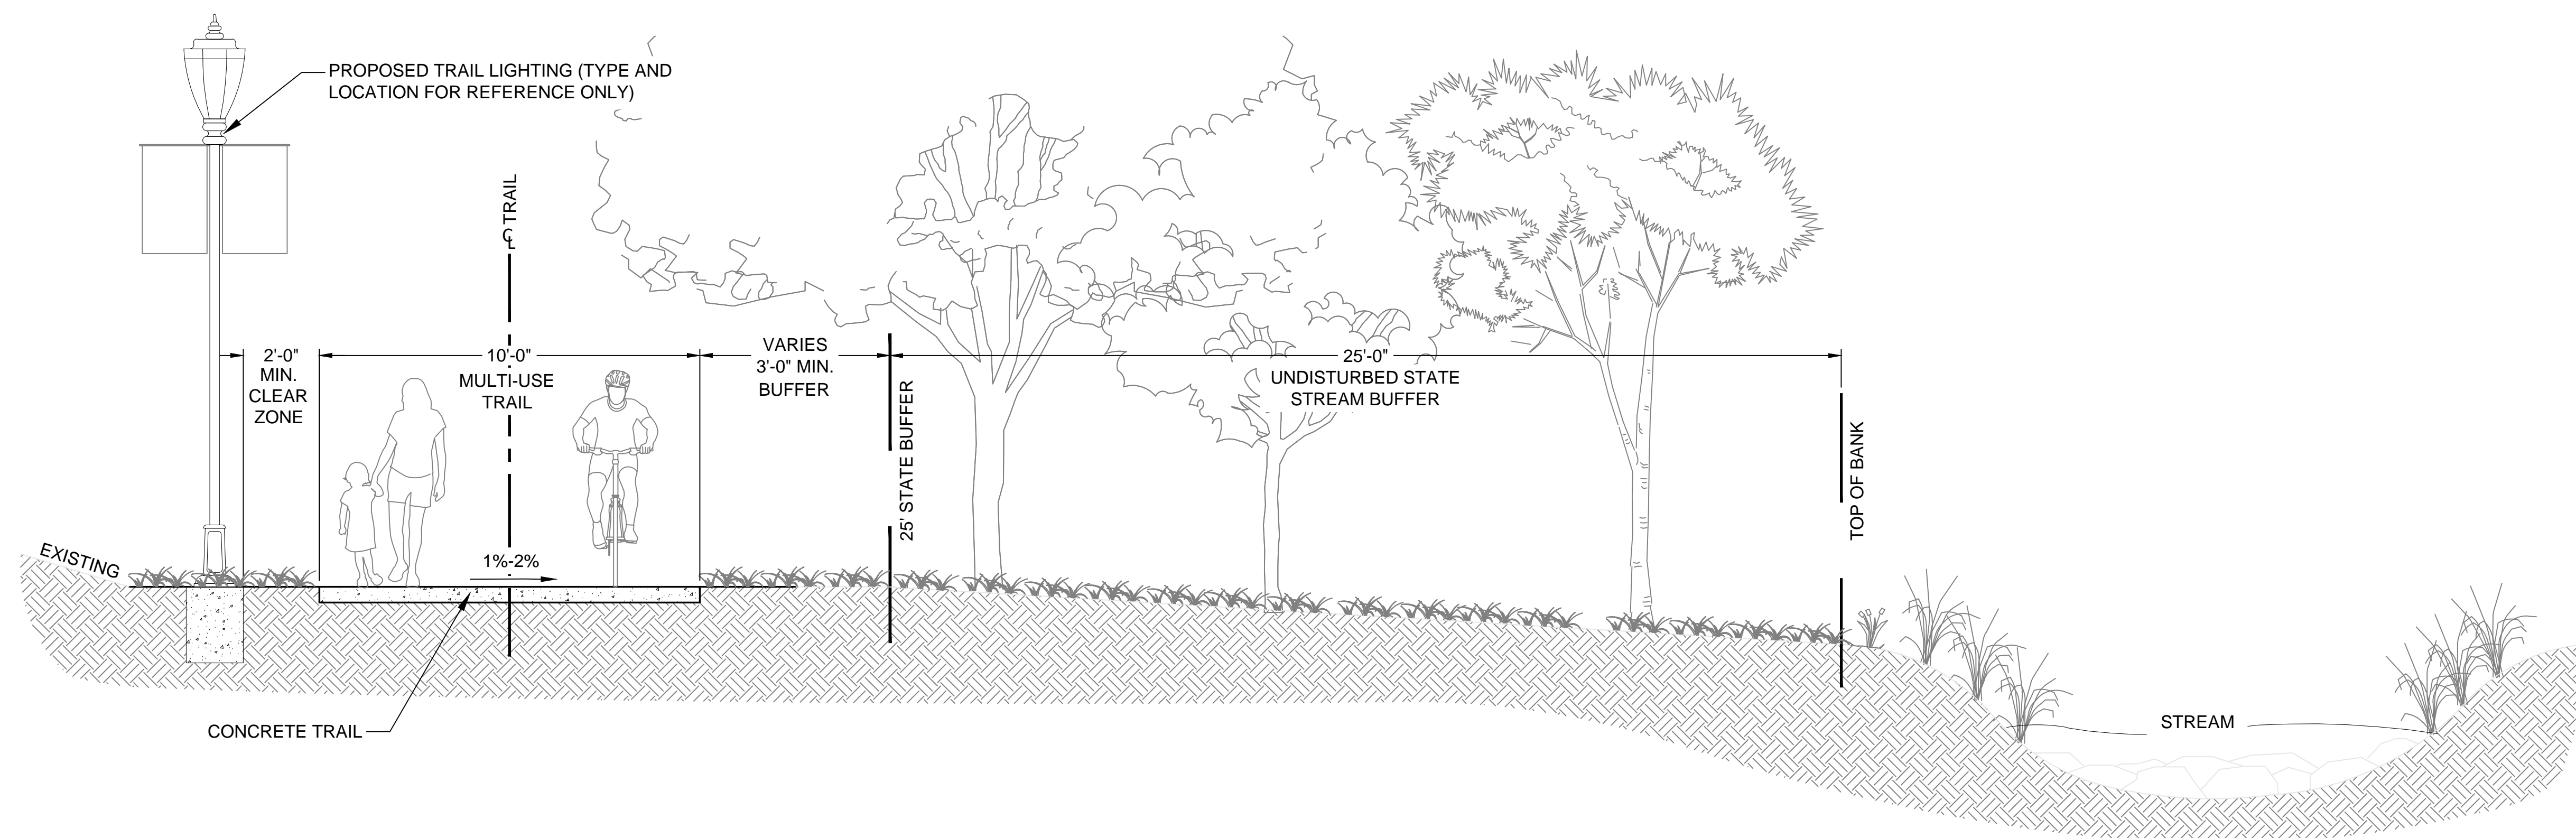 PROPOSED TRAIL LIGHTING (TYPE AND
LOCATION FOR REFERENCE ONLY)
CL TRAIL
2'-0"
MIN.
CLEAR
ZONE
10'-0"
MULTI-USE
TRAIL
VARIES
3'-0" MIN.
BUFFER
25'-0"
UNDISTURBED STATE
STREAM BUFFER
25' STATE BUFFER
TOP OF BANK
EXISTING
1%-2%
CONCRETE TRAIL
STREAM